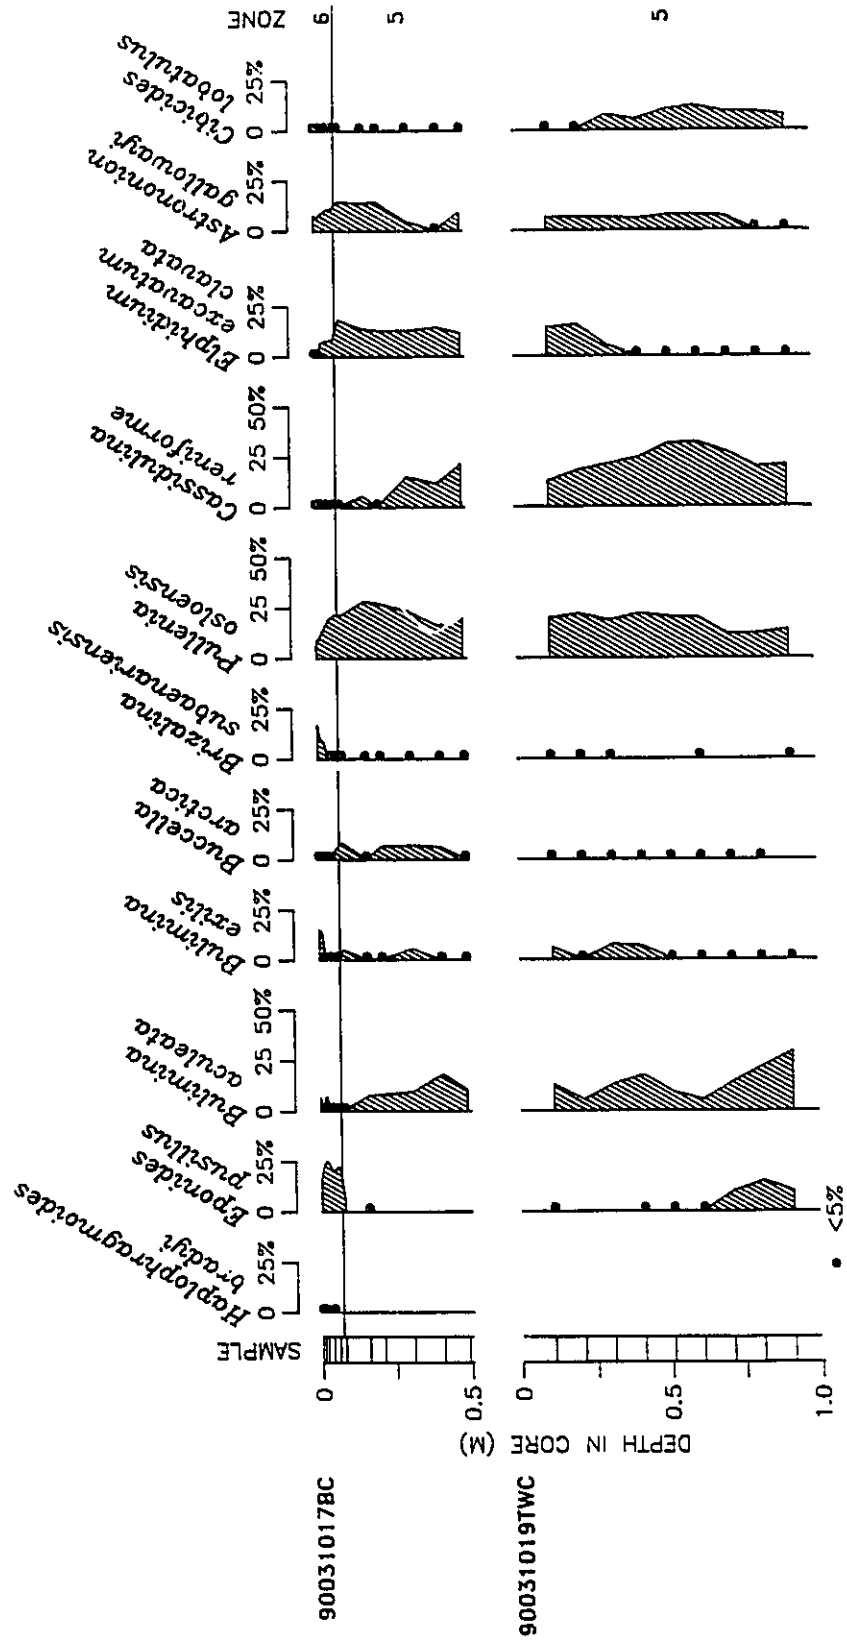 Haplophragmoides
bradyi
Eponides
pusillus
Bulimina
aculeata
Bulimina
exilis
Buccella
arctica
Brizalina
subaenariensis
Pullenia
osloensis
Cassidulina
reniforme
Elphidium
excavatum
clavata
Astrononion
gallowayi
Cibicides
lobatulus
SAMPLE
0 25%
0 25%
0 25 50%
0 25%
0 25%
0 25%
0 25 50%
0 25 50%
0 25%
0 25%
0 25%
ZONE
90031017BC
0
0.5
6
5
DEPTH IN CORE (M)
90031019TWC
0
0.5
1.0
5
<5%